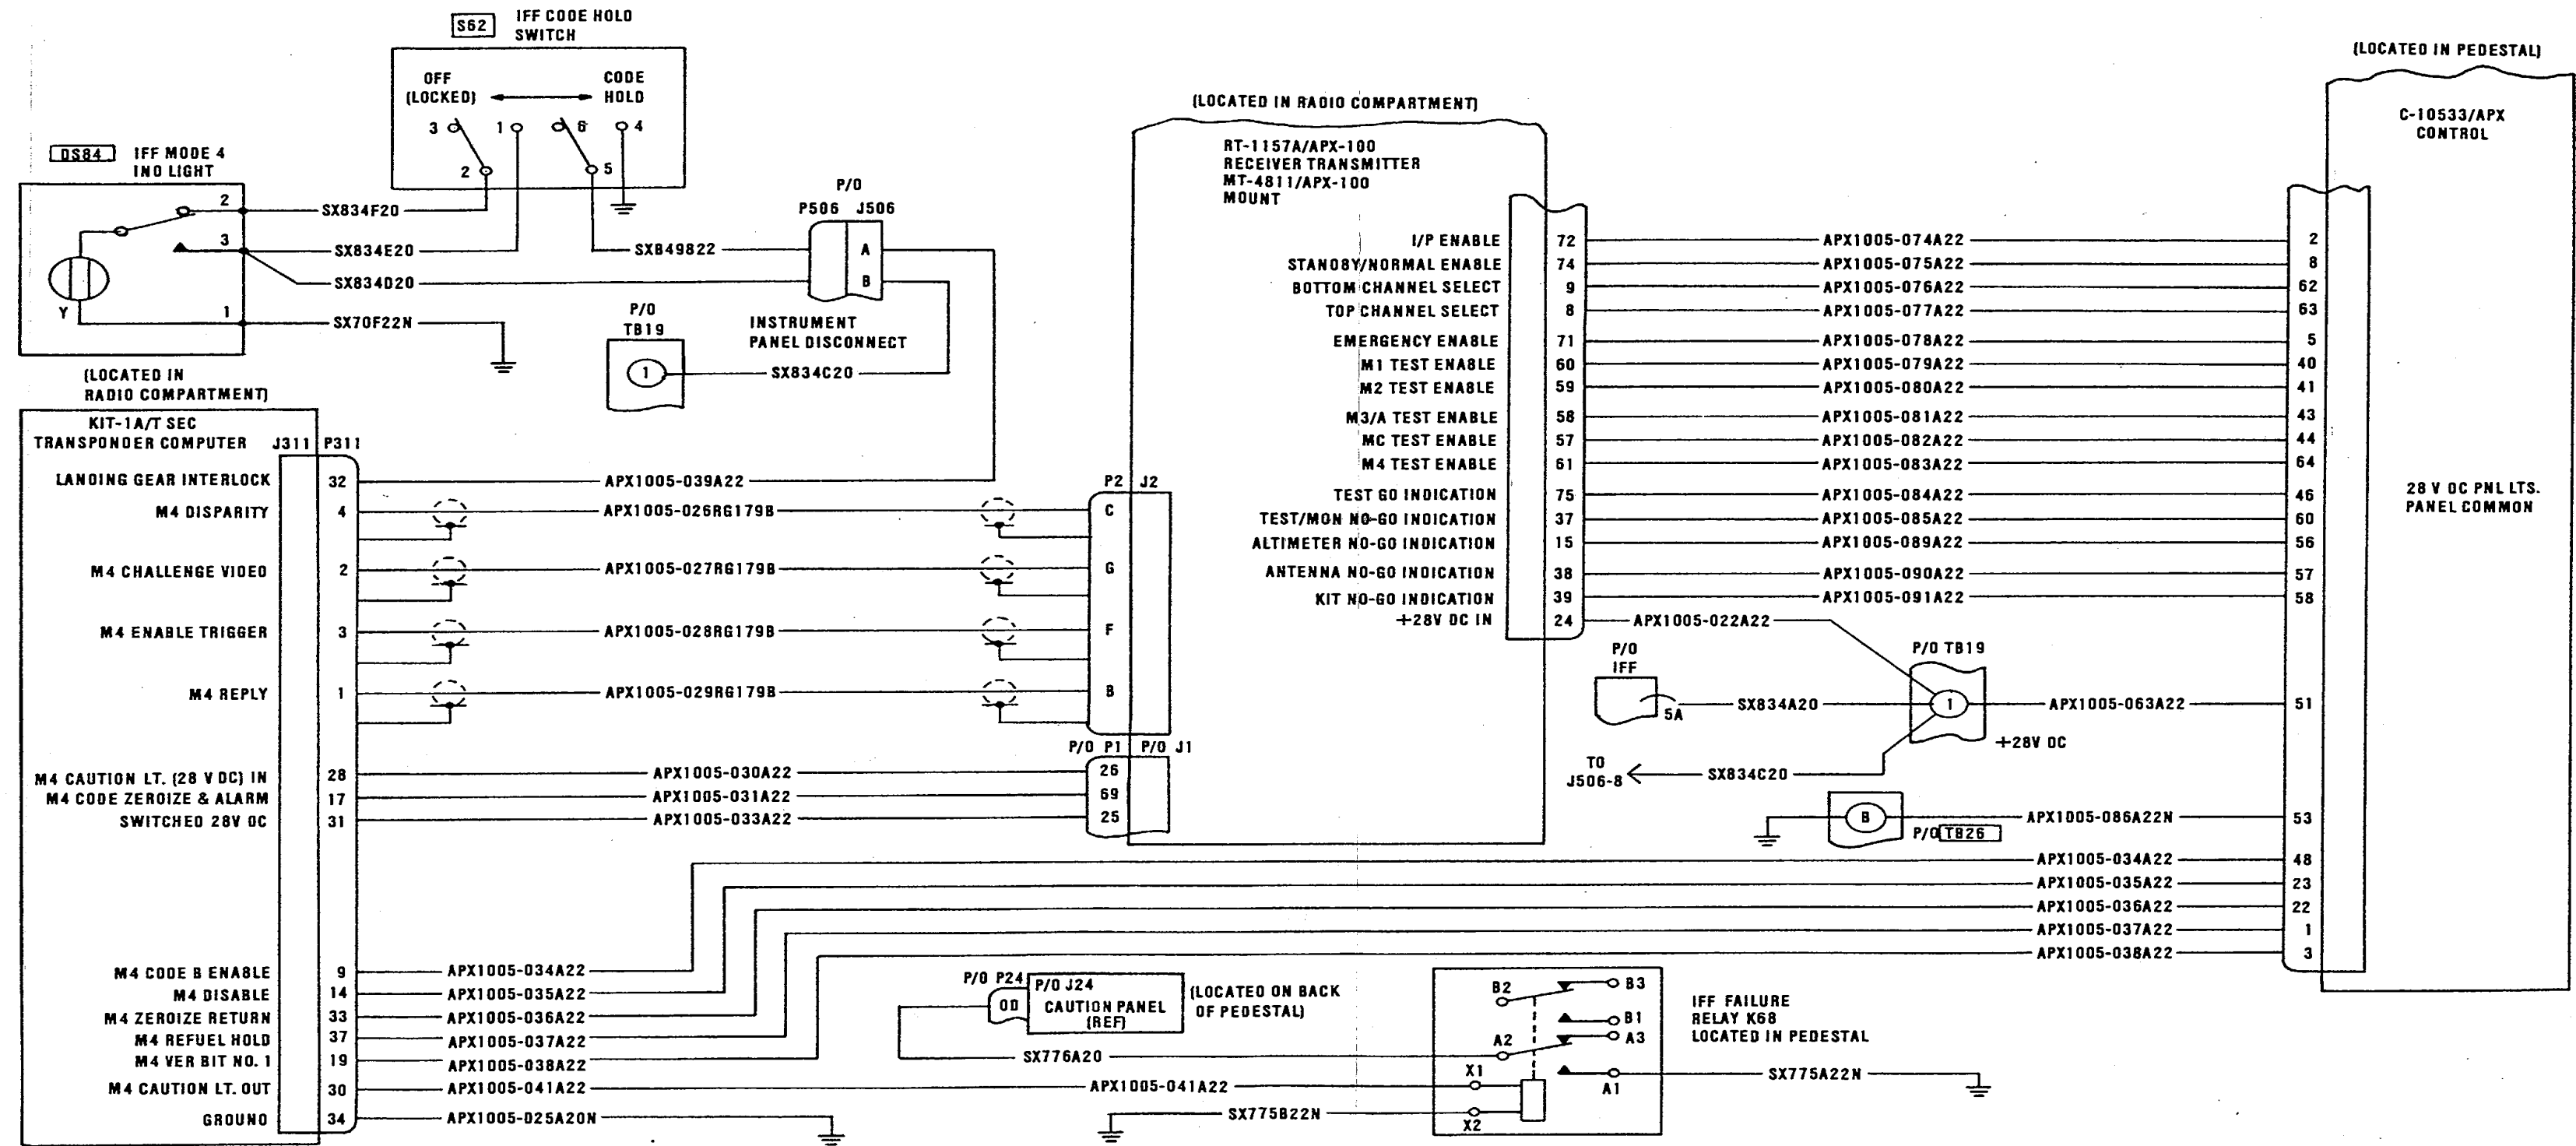 S62
IFF CODE HOLD
SWITCH
OFF
(LOCKED)
CODE
HOLD
3
1
6
4
2
5
DS84
IFF MODE 4
IND LIGHT
2
3
1
Y
SX834F20
SX834E20
SX834D20
SX70F22N
P/O
P506 J506
A
B
SXB49822
P/O
TB19
1
INSTRUMENT
PANEL DISCONNECT
SX834C20
(LOCATED IN
RADIO COMPARTMENT)
KIT-1A/T SEC
TRANSPONDER COMPUTER
J311 P311
LANDING GEAR INTERLOCK 32 APX1005-039A22
M4 DISPARITY 4 APX1005-026RG179B C
M4 CHALLENGE VIDEO 2 APX1005-027RG179B G
M4 ENABLE TRIGGER 3 APX1005-028RG179B F
M4 REPLY 1 APX1005-029RG179B B
P2 J2
P/O P1 P/O J1
M4 CAUTION LT. (28 V DC) IN 28 APX1005-030A22 26
M4 CODE ZEROIZE & ALARM 17 APX1005-031A22 69
SWITCHED 28V DC 31 APX1005-033A22 25
M4 CODE B ENABLE 9 APX1005-034A22
M4 DISABLE 14 APX1005-035A22
M4 ZEROIZE RETURN 33 APX1005-036A22
M4 REFUEL HOLD 37 APX1005-037A22
M4 VER BIT NO. 1 19 APX1005-038A22
M4 CAUTION LT. OUT 30 APX1005-041A22 APX1005-041A22
GROUND 34 APX1005-025A20N
(LOCATED IN RADIO COMPARTMENT)
RT-1157A/APX-100
RECEIVER TRANSMITTER
MT-4811/APX-100
MOUNT
I/P ENABLE 72 APX1005-074A22 2
STANDBY/NORMAL ENABLE 74 APX1005-075A22 8
BOTTOM CHANNEL SELECT 9 APX1005-076A22 62
TOP CHANNEL SELECT 8 APX1005-077A22 63
EMERGENCY ENABLE 71 APX1005-078A22 5
M1 TEST ENABLE 60 APX1005-079A22 40
M2 TEST ENABLE 59 APX1005-080A22 41
M3/A TEST ENABLE 58 APX1005-081A22 43
MC TEST ENABLE 57 APX1005-082A22 44
M4 TEST ENABLE 61 APX1005-083A22 64
TEST GO INDICATION 75 APX1005-084A22 46
TEST/MON NO-GO INDICATION 37 APX1005-085A22 60
ALTIMETER NO-GO INDICATION 15 APX1005-089A22 56
ANTENNA NO-GO INDICATION 38 APX1005-090A22 57
KIT NO-GO INDICATION 39 APX1005-091A22 58
+28V DC IN 24 APX1005-022A22
P/O
IFF
5A
SX834A20
P/O TB19
1
APX1005-063A22 51
+28V DC
TO
J506-8
SX834C20
B
P/O TB26
APX1005-086A22N 53
APX1005-034A22 48
APX1005-035A22 23
APX1005-036A22 22
APX1005-037A22 1
APX1005-038A22 3
(LOCATED IN PEDESTAL)
C-10533/APX
CONTROL
28 V DC PNL LTS.
PANEL COMMON
P/O P24
P/O J24
OD
CAUTION PANEL
(REF)
(LOCATED ON BACK
OF PEDESTAL)
SX776A20
B2
B3
B1
A2
A3
X1
A1
X2
IFF FAILURE
RELAY K68
LOCATED IN PEDESTAL
SX775A22N
SX775B22N